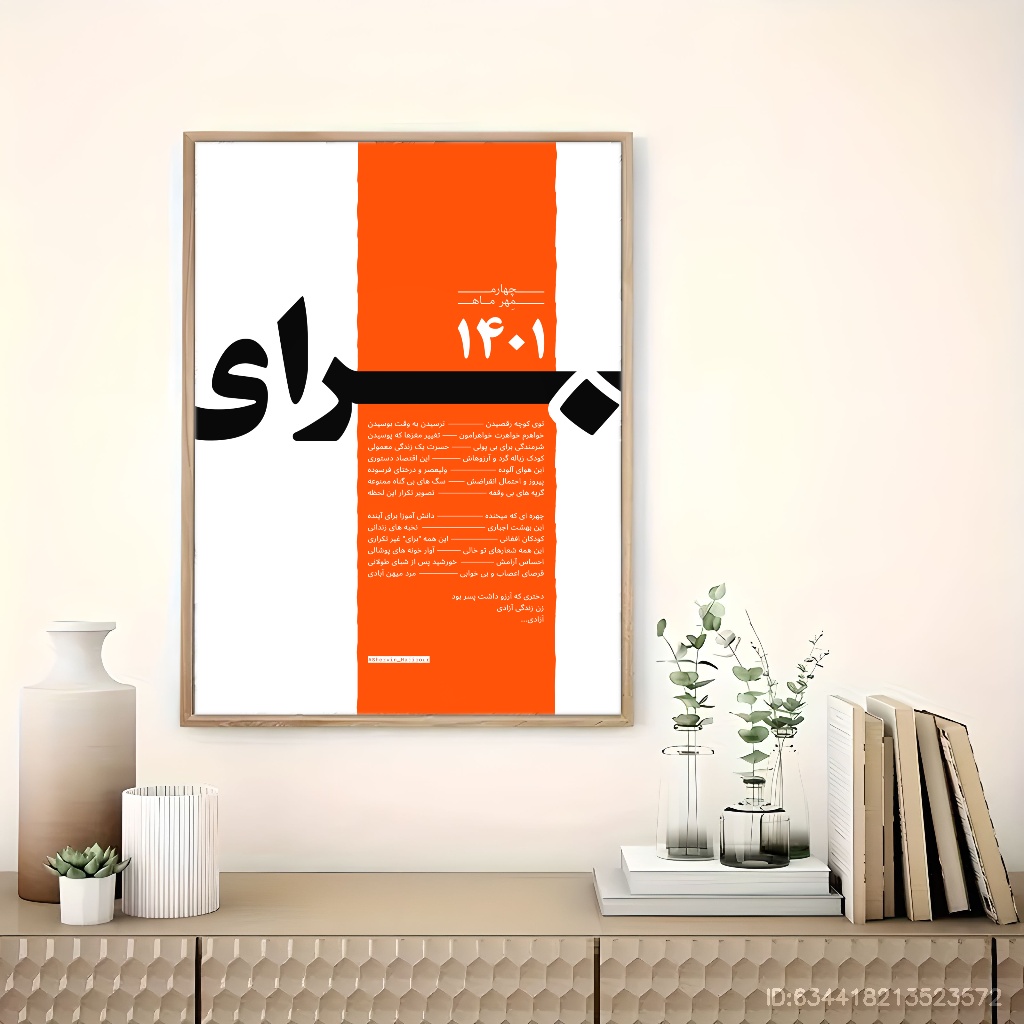 چهارم
مهر ماه
۱۴۰۱
برای
توی کوچه رقصیدن ترسیدن به وقت بوسیدن
خواهرم خواهرت خواهرامون تغییر مغزها که پوسیدن
شرمندگی برای بی پولی حسرت یک زندگی معمولی
کودک زباله گرد و آرزوهاش این اقتصاد دستوری
این هوای آلوده ولیعصر و درختای فرسوده
پیروز و احتمال انقراضش سگ های بی گناه ممنوعه
گریه های بی وقفه تصویر تکرار این لحظه
چهره ای که میخنده دانش آموزا برای آینده
این بهشت اجباری نخبه های زندانی
کودکان افغانی این همه "برای" غیر تکراری
این همه شعارهای تو خالی آوار خونه های پوشالی
احساس آرامش خورشید پس از شبای طولانی
قرصای اعصاب و بی خوابی مرد میهن آبادی
دختری که آرزو داشت پسر بود
زن زندگی آزادی
آزادی...
ID:634418213523572